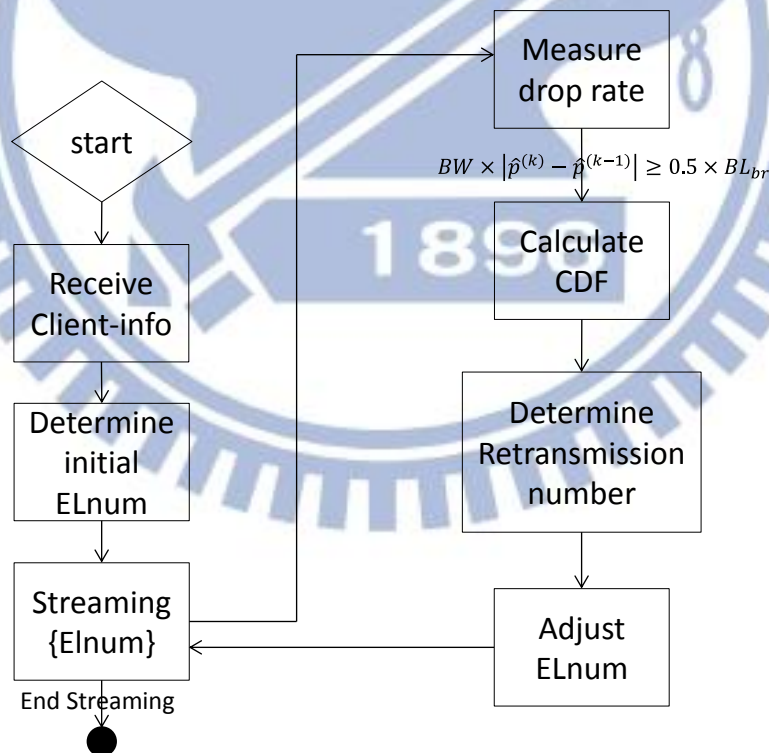 start
Receive
Client-info
Determine
initial
ELnum
Streaming
{Elnum}
End Streaming
Measure
drop rate
BW × |p̂^(k) − p̂^(k−1)| ≥ 0.5 × BL_br
Calculate
CDF
Determine
Retransmission
number
Adjust
ELnum
1896